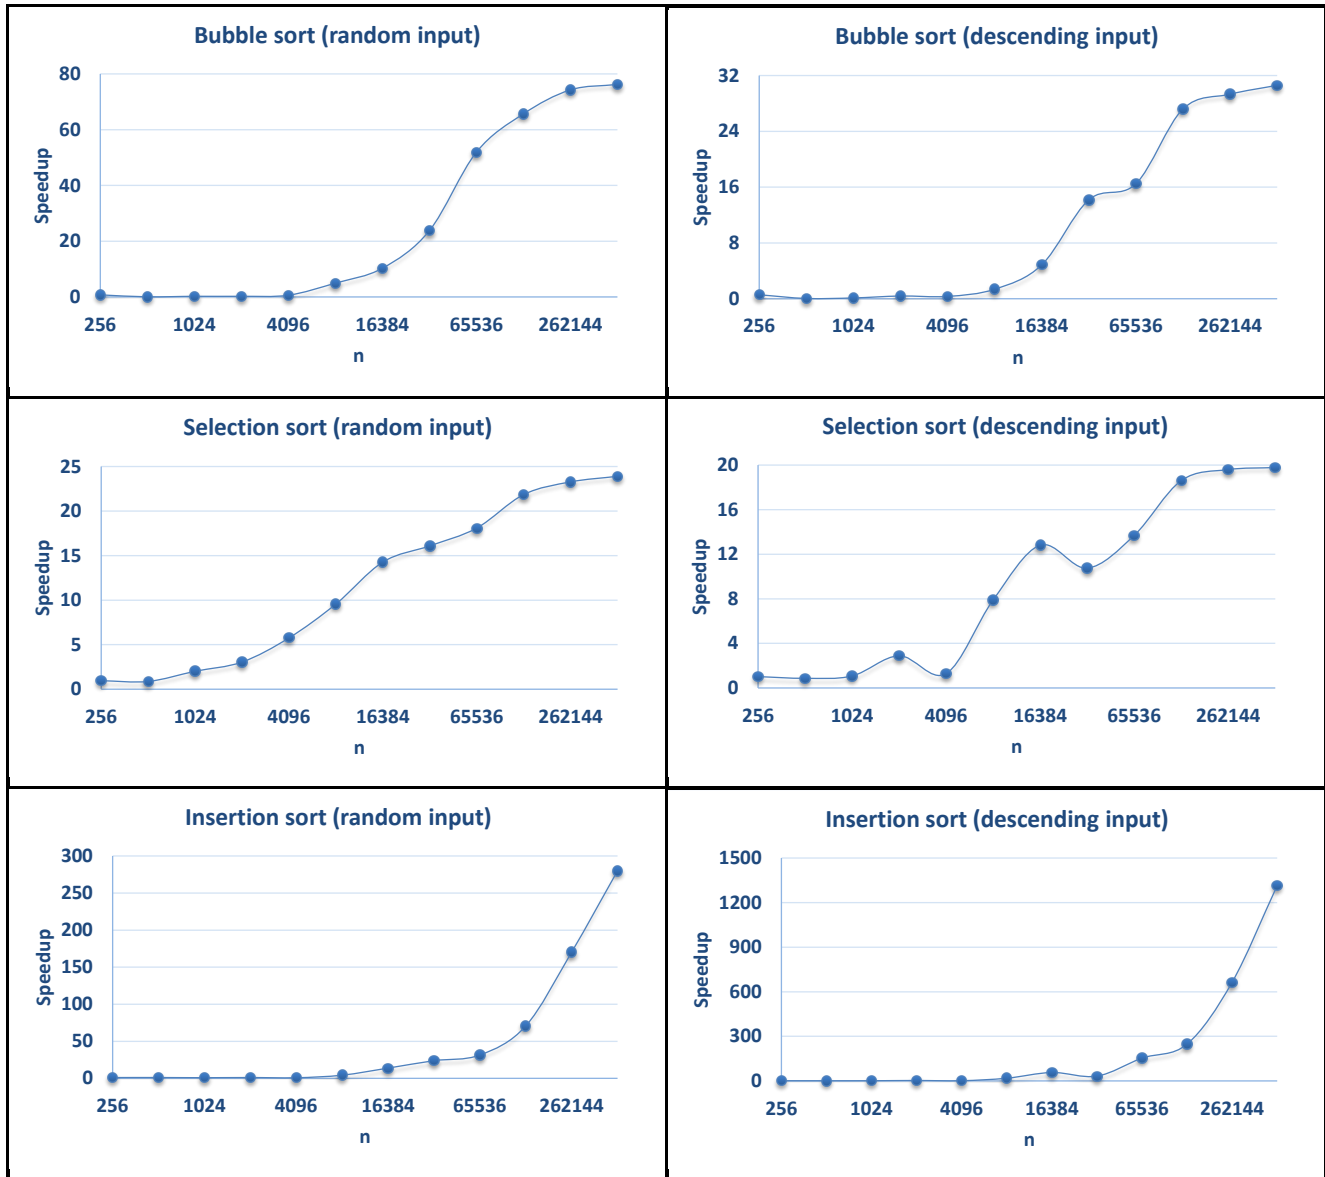 Bubble sort (random input)
80
60
40
20
0
Speedup
256 1024 4096 16384 65536 262144
n
Bubble sort (descending input)
32
24
16
8
0
Speedup
256 1024 4096 16384 65536 262144
n
Selection sort (random input)
25
20
15
10
5
0
Speedup
256 1024 4096 16384 65536 262144
n
Selection sort (descending input)
20
16
12
8
4
0
Speedup
256 1024 4096 16384 65536 262144
n
Insertion sort (random input)
300
250
200
150
100
50
0
Speedup
256 1024 4096 16384 65536 262144
n
Insertion sort (descending input)
1500
1200
900
600
300
0
Speedup
256 1024 4096 16384 65536 262144
n